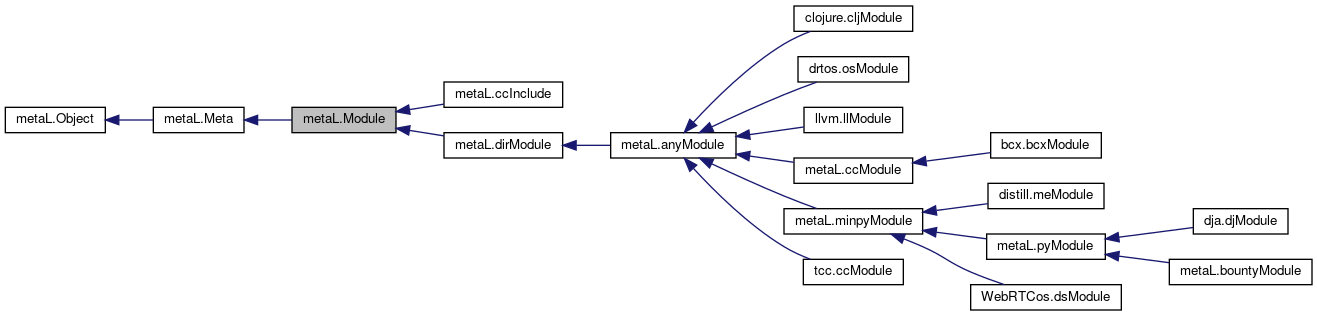 metaL.Object
metaL.Meta
metaL.Module
metaL.ccInclude
metaL.dirModule
metaL.anyModule
clojure.cljModule
drtos.osModule
llvm.llModule
metaL.ccModule
bcx.bcxModule
metaL.minpyModule
distill.meModule
metaL.pyModule
dja.djModule
metaL.bountyModule
WebRTCos.dsModule
tcc.ccModule